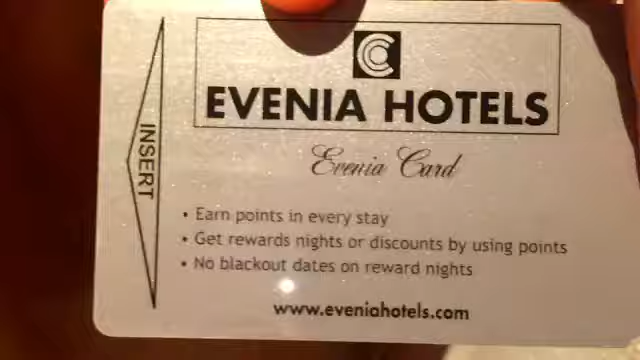 EVENIA HOTELS
Evenia Card
INSERT
• Earn points in every stay
• Get rewards nights or discounts by using points
• No blackout dates on reward nights
www.eveniahotels.com